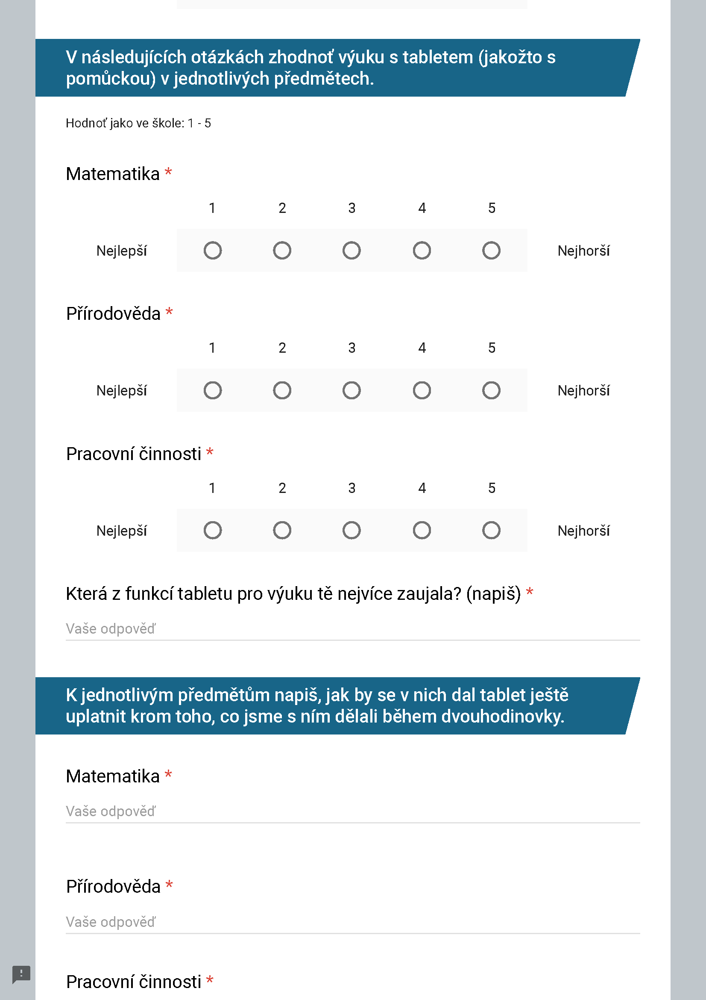 V následujících otázkách zhodnoť výuku s tabletem (jakožto s
pomůckou) v jednotlivých předmětech.
Hodnoť jako ve škole: 1 - 5
Matematika *
1 2 3 4 5
Nejlepší Nejhorší
Přírodověda *
1 2 3 4 5
Nejlepší Nejhorší
Pracovní činnosti *
1 2 3 4 5
Nejlepší Nejhorší
Která z funkcí tabletu pro výuku tě nejvíce zaujala? (napiš) *
Vaše odpověď
K jednotlivým předmětům napiš, jak by se v nich dal tablet ještě
uplatnit krom toho, co jsme s ním dělali během dvouhodinovky.
Matematika *
Vaše odpověď
Přírodověda *
Vaše odpověď
Pracovní činnosti *